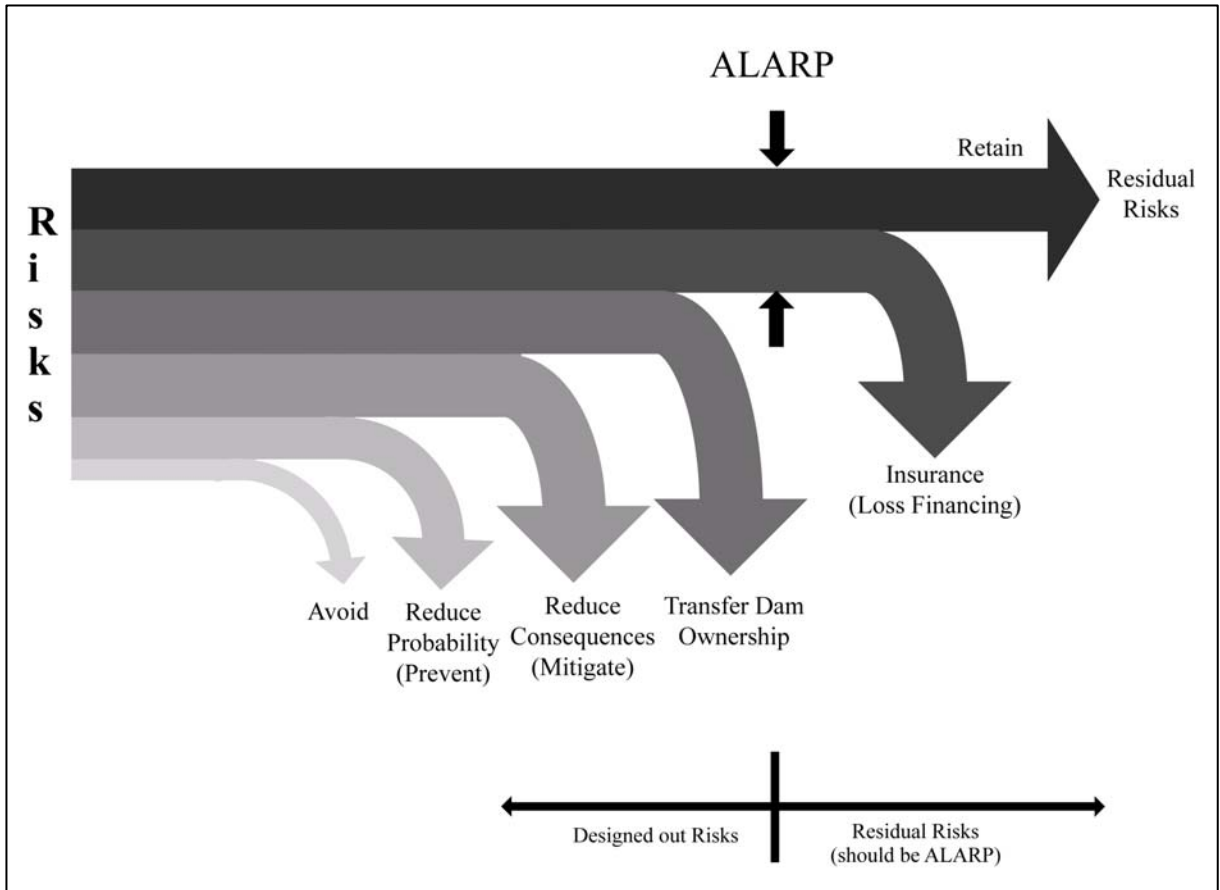 ALARP
Retain
Residual
Risks
Risks
Insurance
(Loss Financing)
Avoid
Reduce
Probability
(Prevent)
Reduce
Consequences
(Mitigate)
Transfer Dam
Ownership
Designed out Risks
Residual Risks
(should be ALARP)